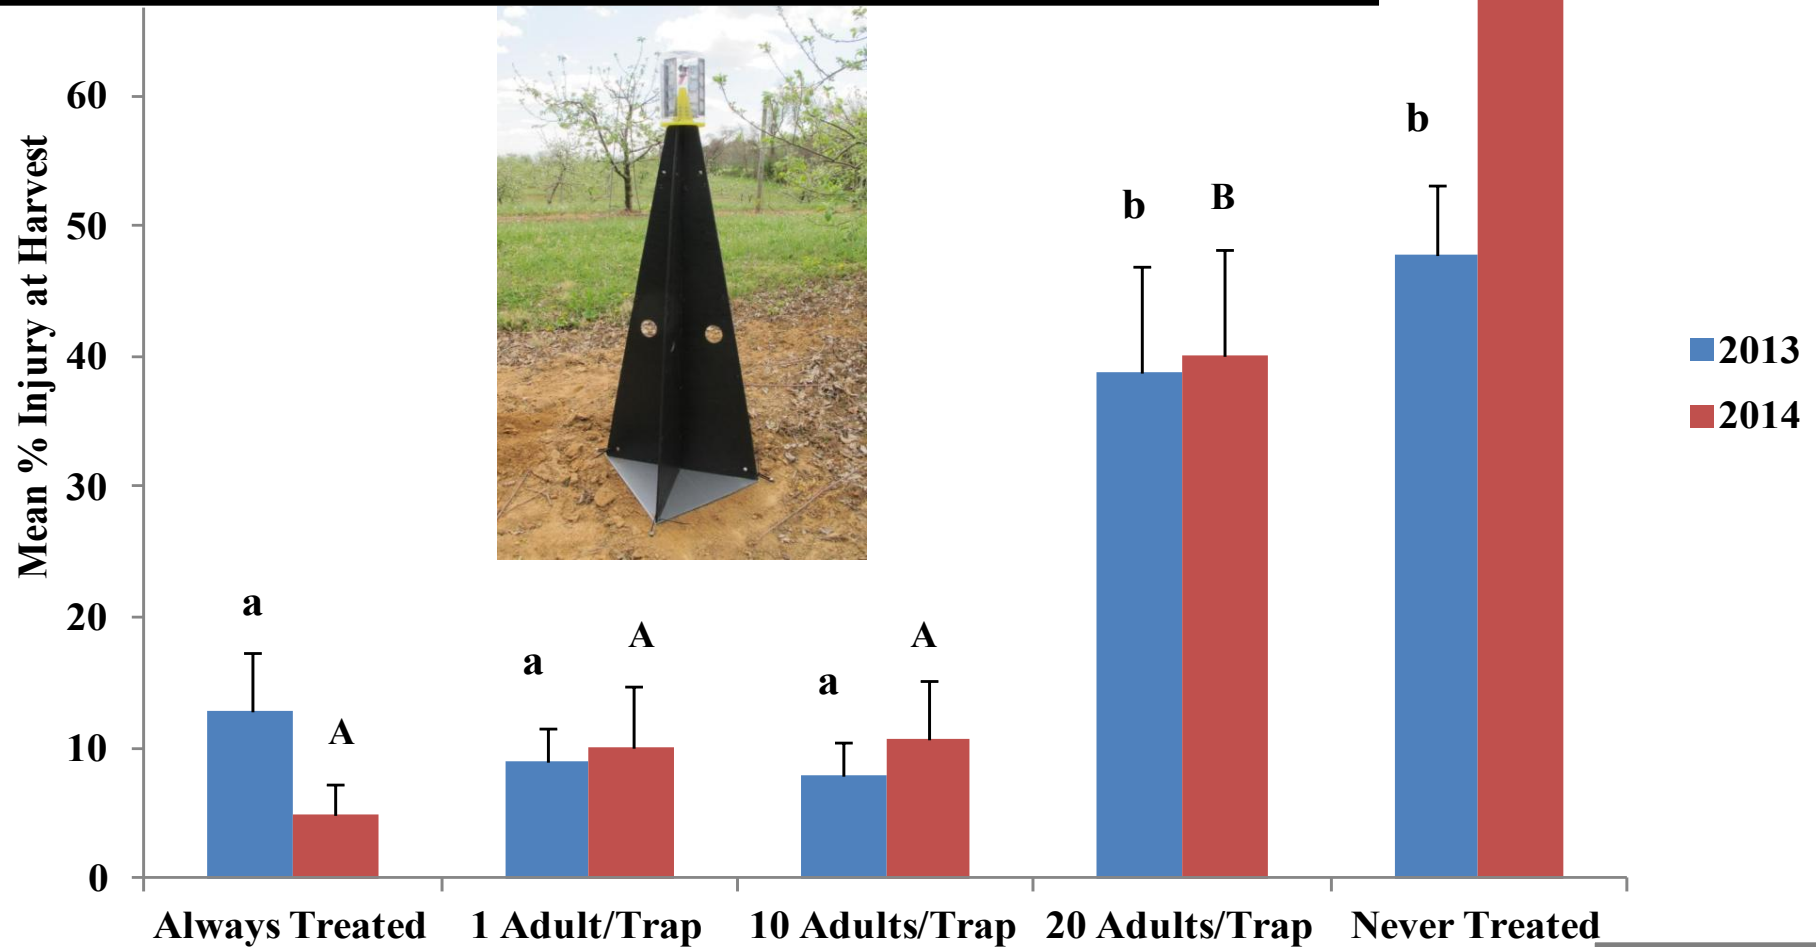 60
50
40
30
20
10
0
Mean % Injury at Harvest
a
A
a
A
a
A
b
B
b
2013
2014
Always Treated
1 Adult/Trap
10 Adults/Trap
20 Adults/Trap
Never Treated